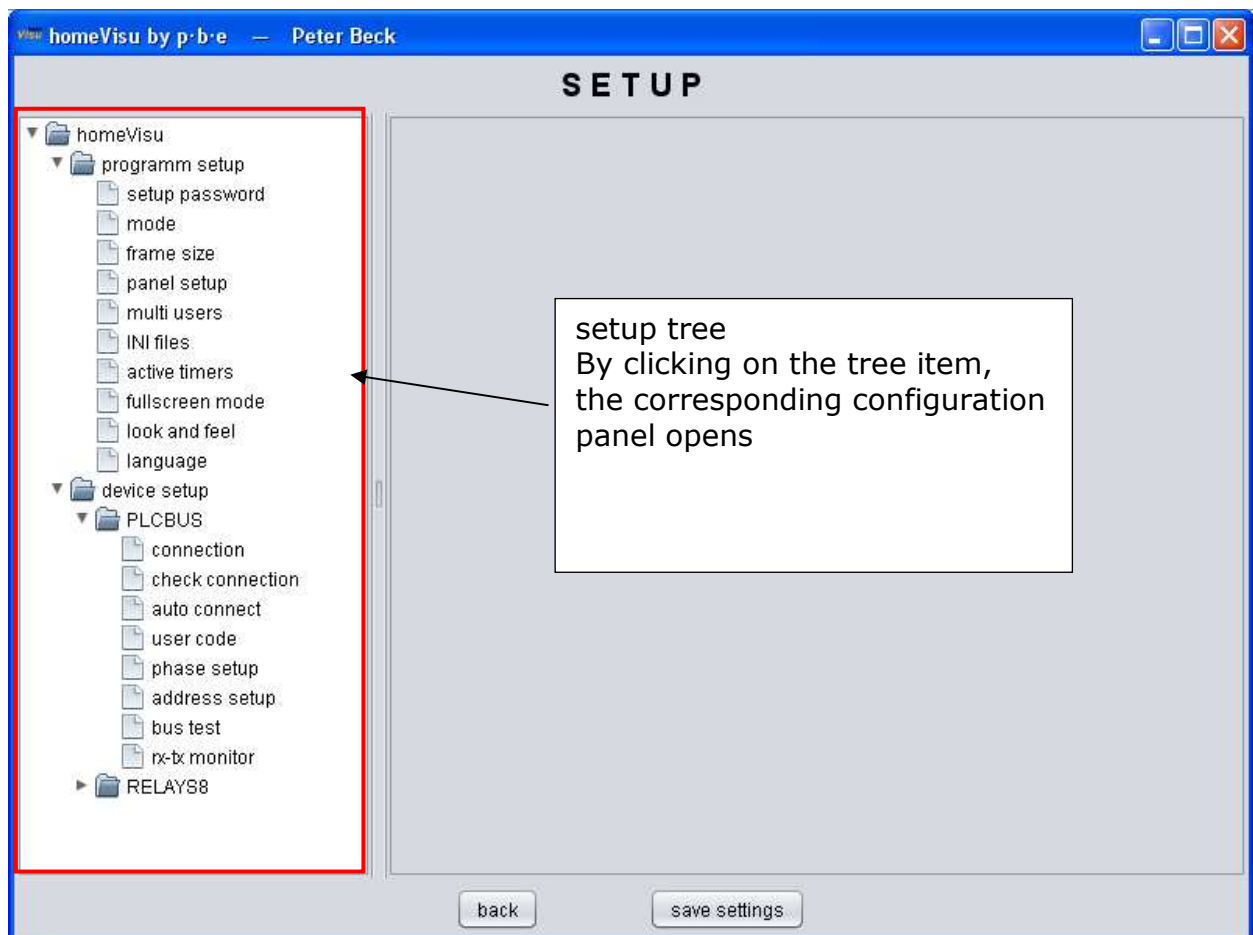 Visu homeVisu by p·b·e — Peter Beck
SETUP
homeVisu
programm setup
setup password
mode
frame size
panel setup
multi users
INI files
active timers
fullscreen mode
look and feel
language
device setup
PLCBUS
connection
check connection
auto connect
user code
phase setup
address setup
bus test
rx-tx monitor
RELAYS8
setup tree
By clicking on the tree item,
the corresponding configuration
panel opens
back
save settings